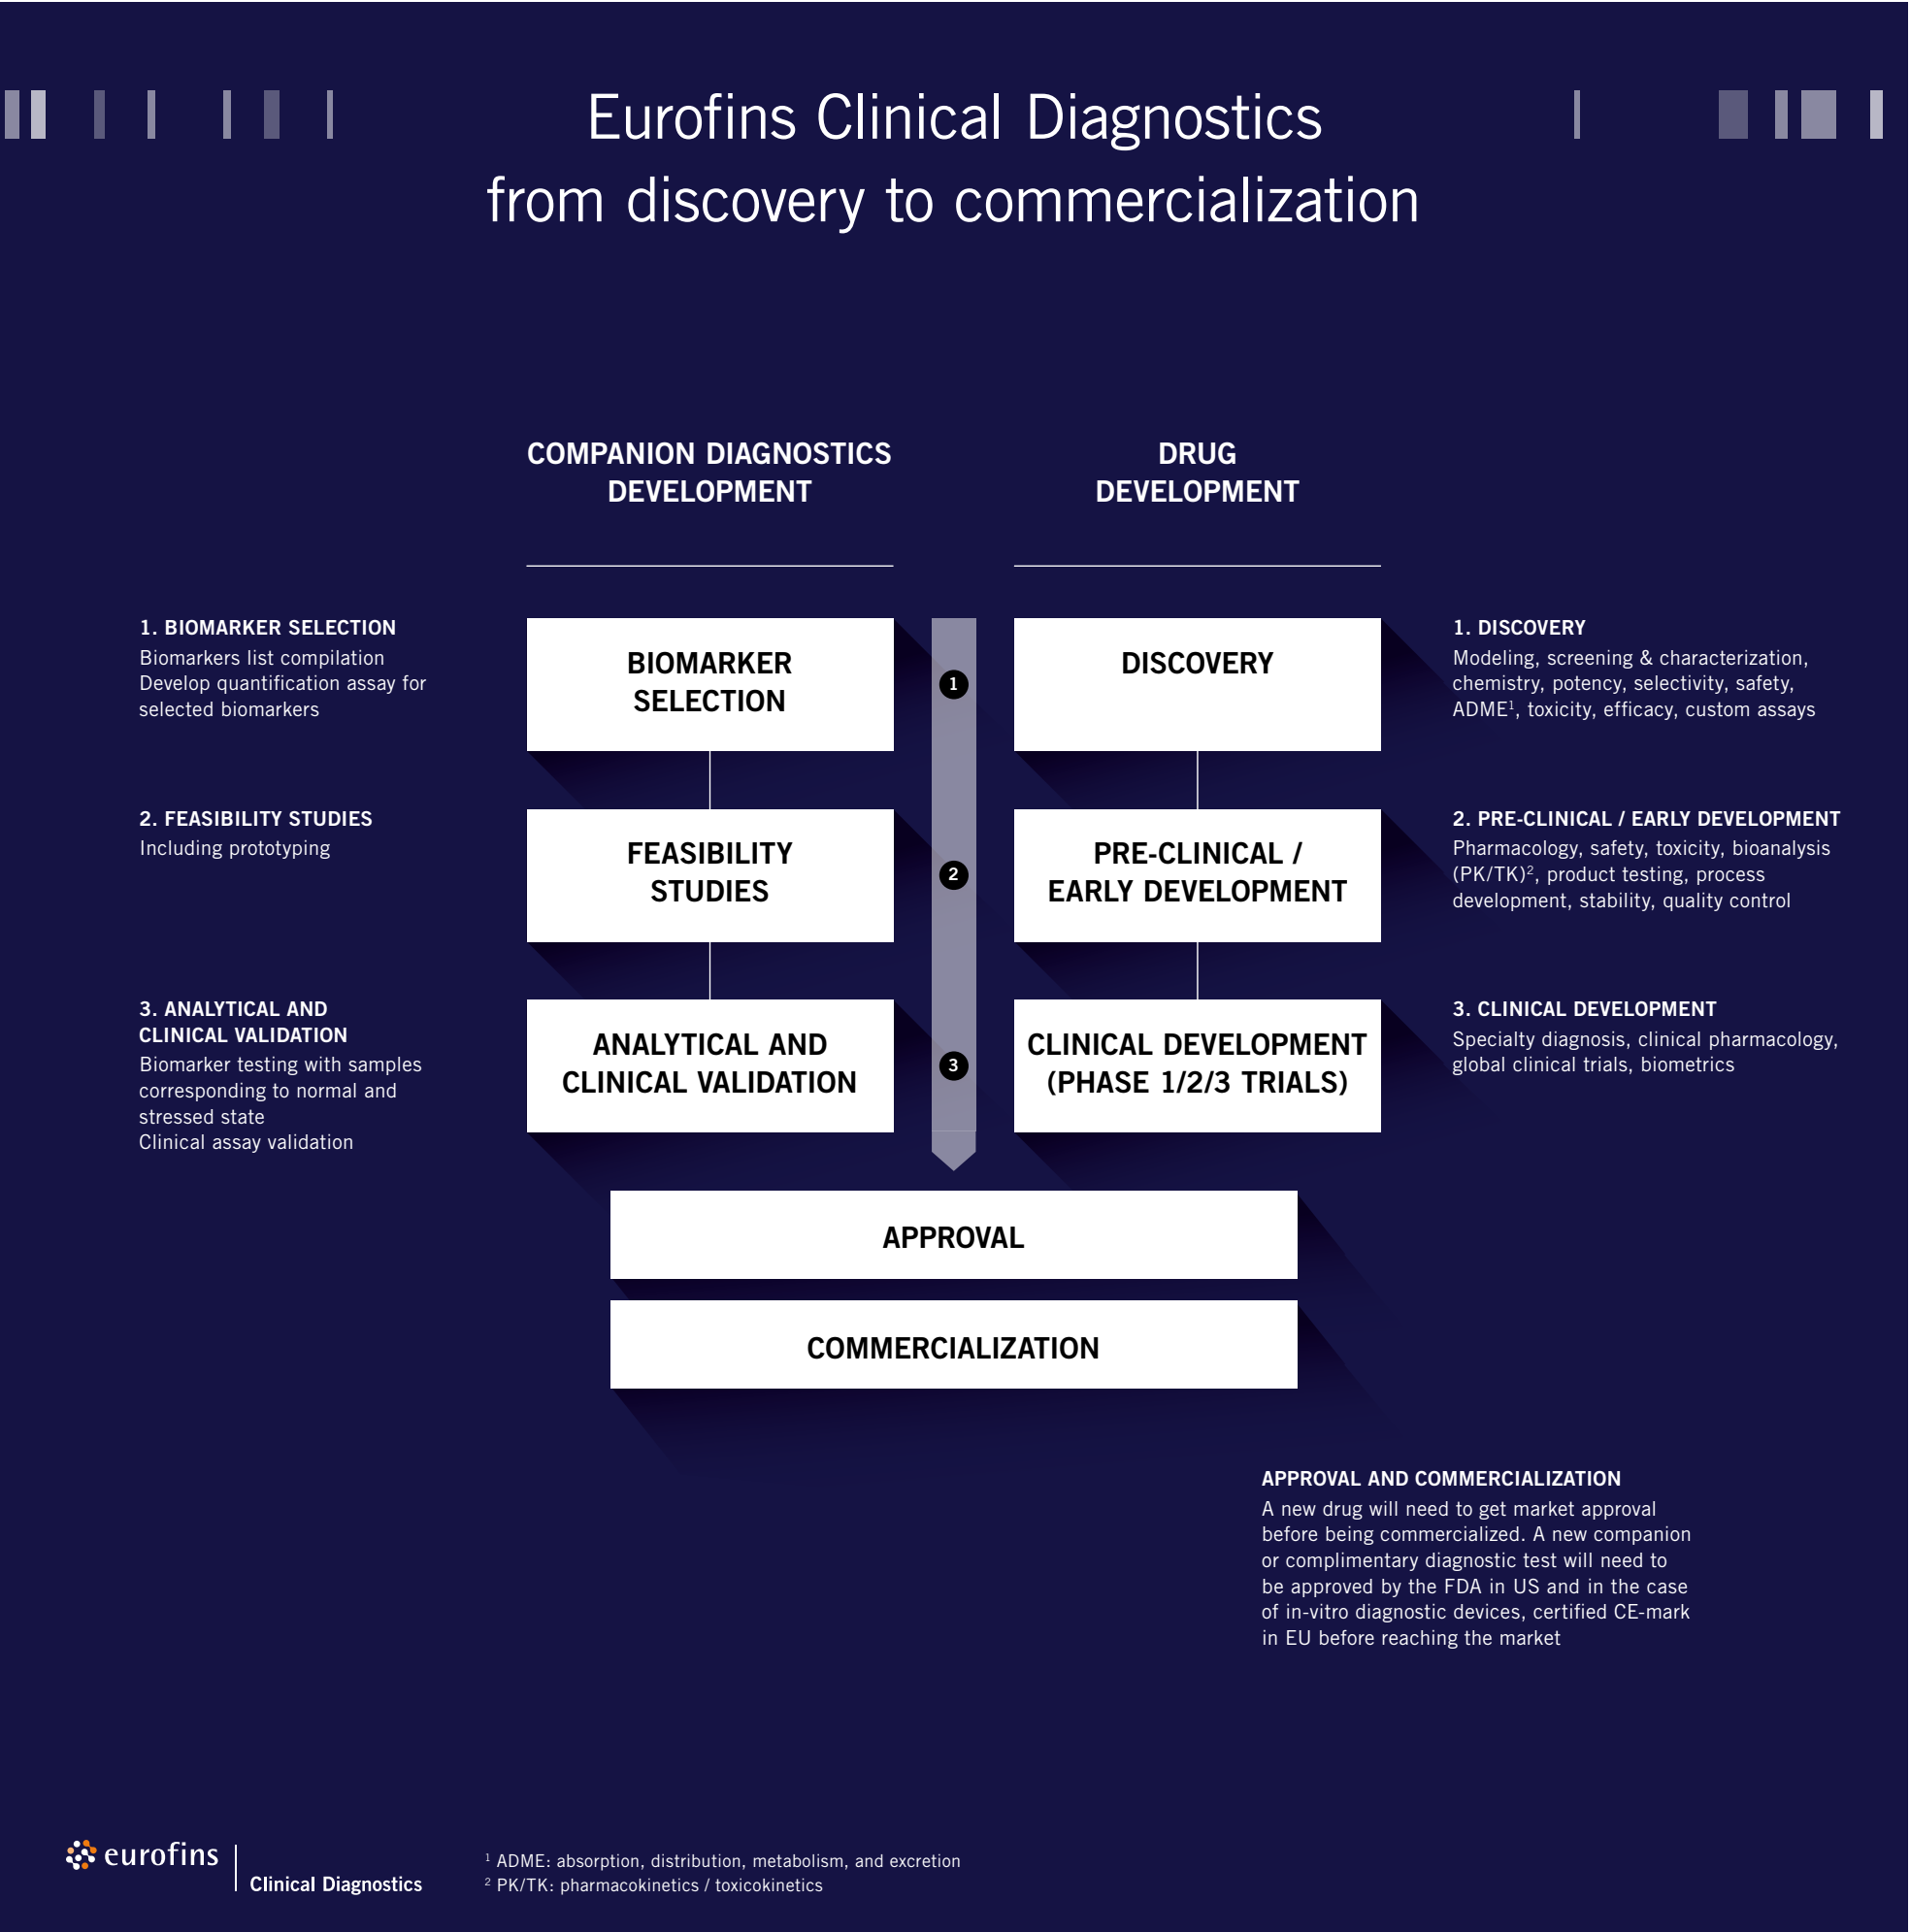 Eurofins Clinical Diagnostics
from discovery to commercialization
COMPANION DIAGNOSTICS
DEVELOPMENT
DRUG
DEVELOPMENT
1. BIOMARKER SELECTION
Biomarkers list compilation
Develop quantification assay for
selected biomarkers
BIOMARKER
SELECTION
1
DISCOVERY
1. DISCOVERY
Modeling, screening & characterization,
chemistry, potency, selectivity, safety,
ADME¹, toxicity, efficacy, custom assays
2. FEASIBILITY STUDIES
Including prototyping
FEASIBILITY
STUDIES
2
PRE-CLINICAL /
EARLY DEVELOPMENT
2. PRE-CLINICAL / EARLY DEVELOPMENT
Pharmacology, safety, toxicity, bioanalysis
(PK/TK)², product testing, process
development, stability, quality control
3. ANALYTICAL AND
CLINICAL VALIDATION
Biomarker testing with samples
corresponding to normal and
stressed state
Clinical assay validation
ANALYTICAL AND
CLINICAL VALIDATION
3
CLINICAL DEVELOPMENT
(PHASE 1/2/3 TRIALS)
3. CLINICAL DEVELOPMENT
Specialty diagnosis, clinical pharmacology,
global clinical trials, biometrics
APPROVAL
COMMERCIALIZATION
APPROVAL AND COMMERCIALIZATION
A new drug will need to get market approval
before being commercialized. A new companion
or complimentary diagnostic test will need to
be approved by the FDA in US and in the case
of in-vitro diagnostic devices, certified CE-mark
in EU before reaching the market
eurofins
Clinical Diagnostics
¹ ADME: absorption, distribution, metabolism, and excretion
² PK/TK: pharmacokinetics / toxicokinetics